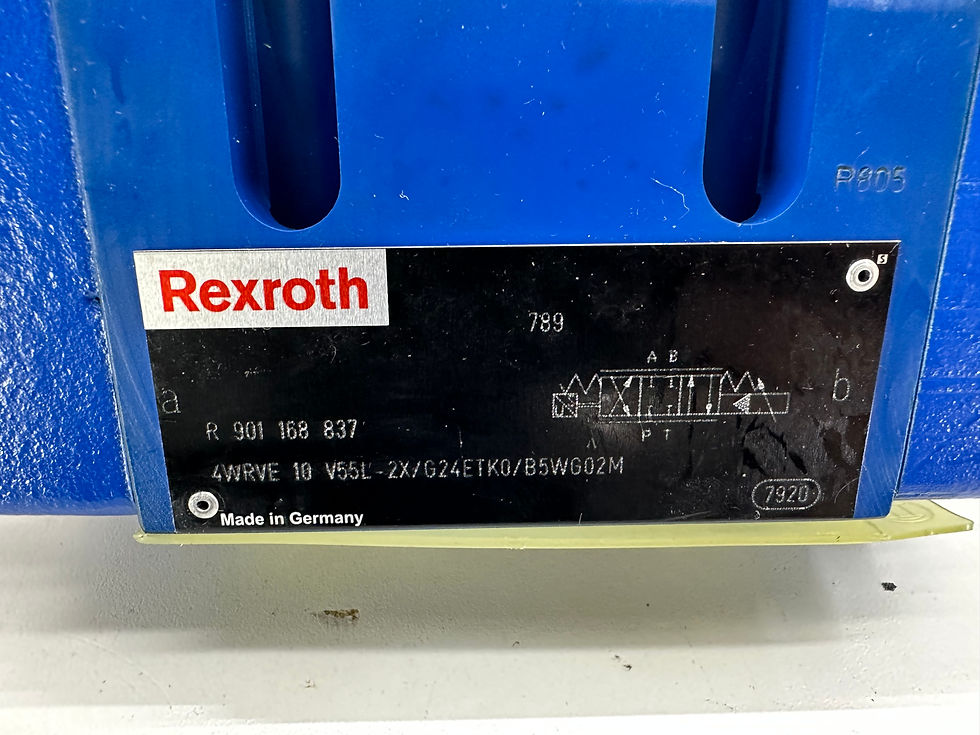 R805
Rexroth
S
789
A B
a
b
R 901 168 837
P T
4WRVE 10 V55L-2X/G24ETK0/B5WG02M
7920
Made in Germany